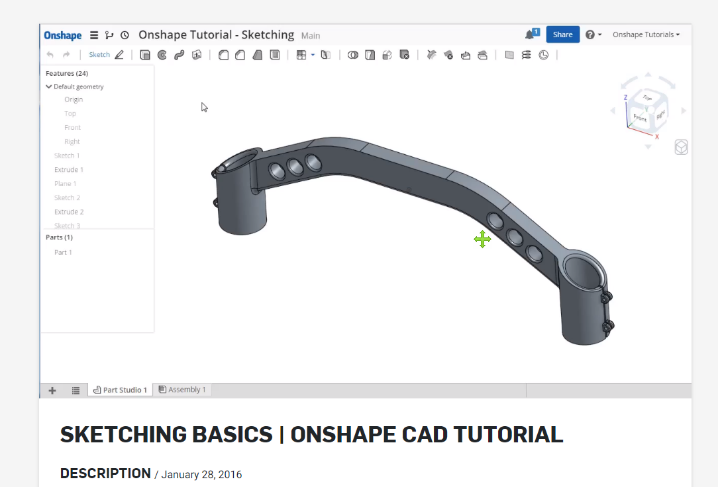 Onshape Onshape Tutorial - Sketching Main 1 Share ? Onshape Tutorials
Sketch
Features (24)
Default geometry
Origin
Top
Front
Right
Sketch 1
Extrude 1
Plane 1
Sketch 2
Extrude 2
Sketch 3
Parts (1)
Part 1
Z
Front
X
Part Studio 1 Assembly 1
SKETCHING BASICS | ONSHAPE CAD TUTORIAL
DESCRIPTION / January 28, 2016